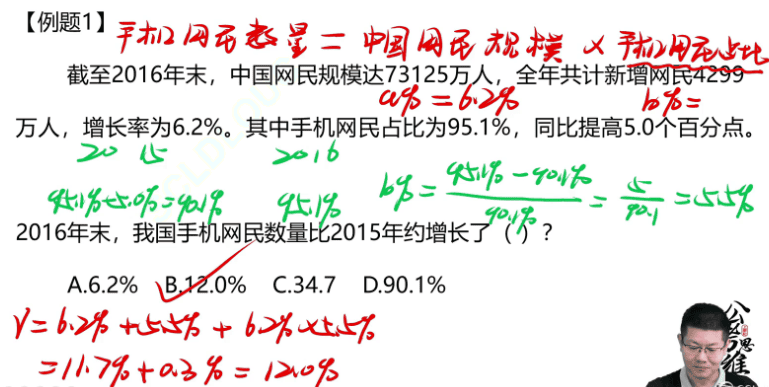 【例题1】
手机网民数量=中国网民规模×手机网民占比
截至2016年末，中国网民规模达73125万人，全年共计新增网民4299
a%=6.2% b%=
万人，增长率为6.2%。其中手机网民占比为95.1%，同比提高5.0个百分点。
2015 2016
95.1%-5.0%=90.1% 95.1% b%=95.1%-90.1%/90.1%=5/90.1=5.5%
2016年末，我国手机网民数量比2015年约增长了（ ）?
A.6.2% B.12.0% C.34.7 D.90.1%
r=6.2%+5.5%+6.2%×5.5%
=11.7%+0.3%=12.0%
公考思维